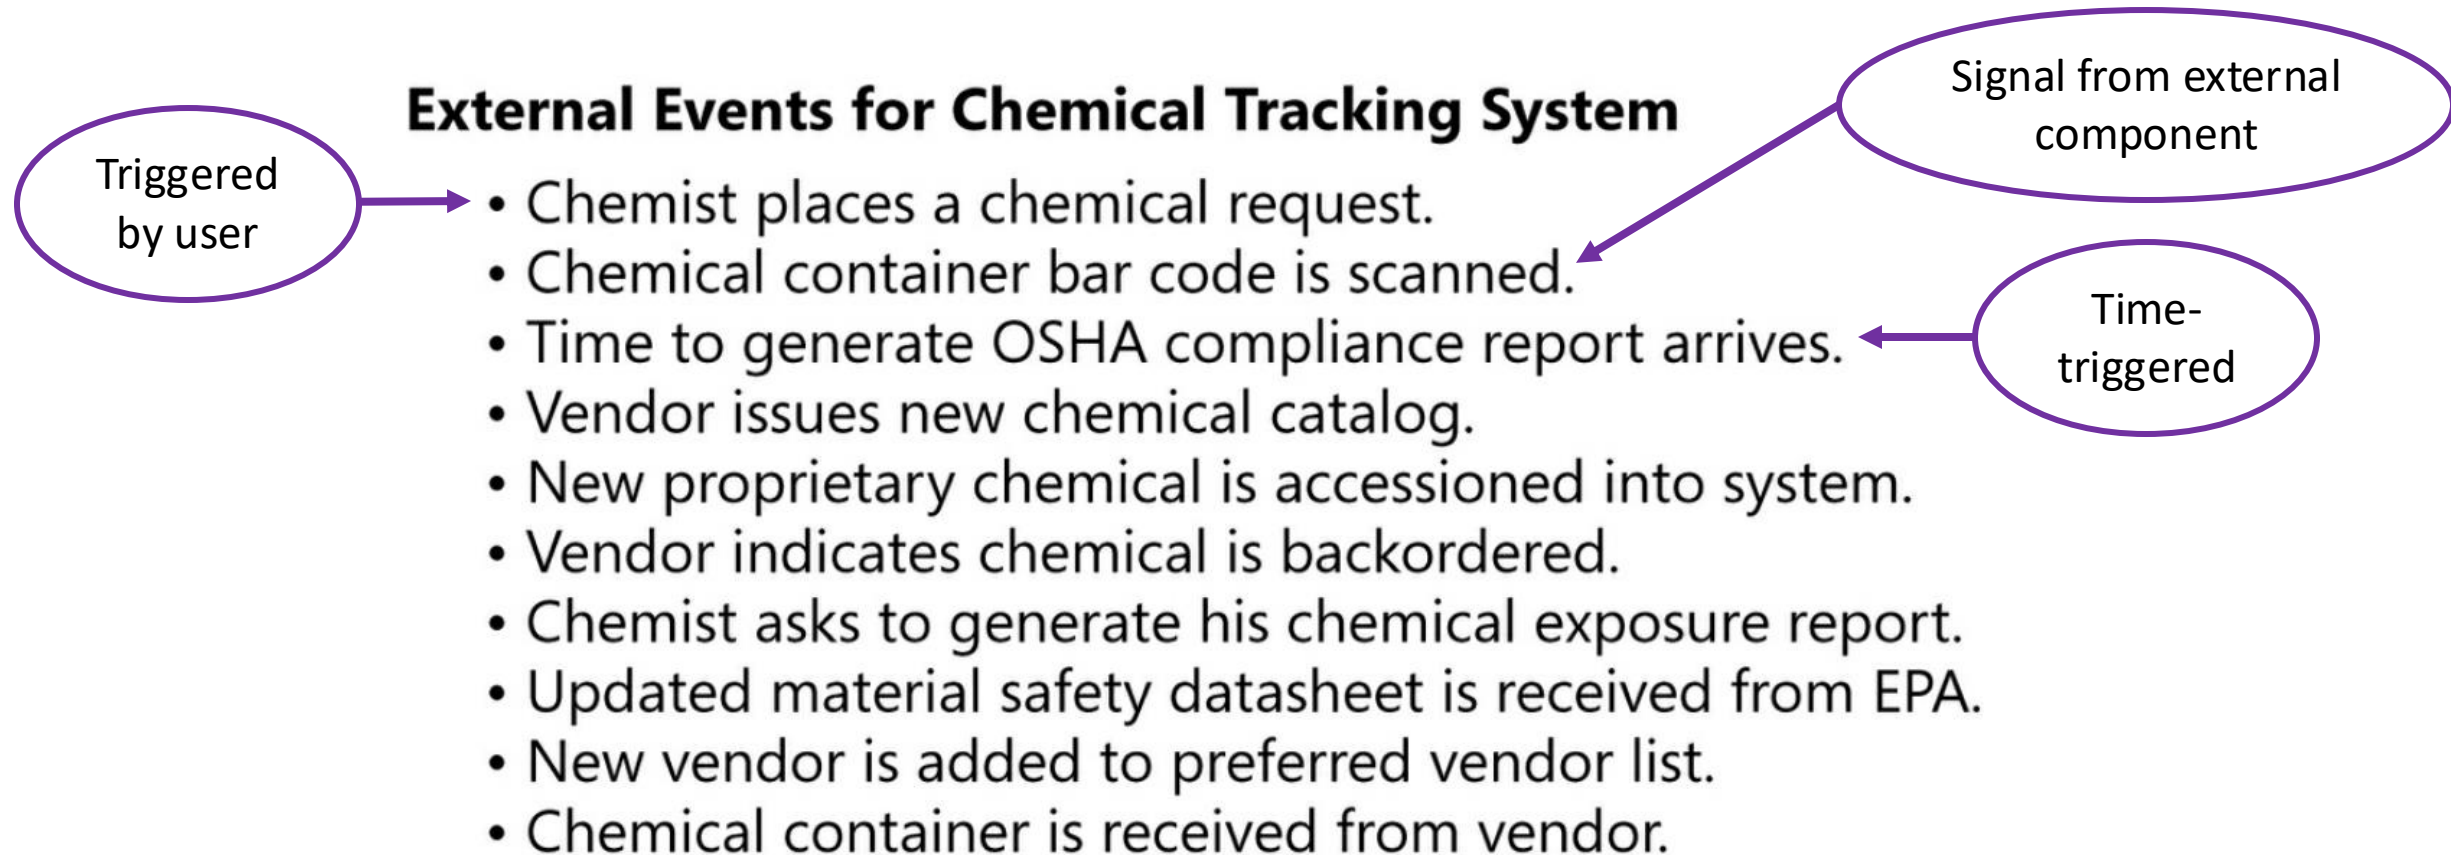 External Events for Chemical Tracking System
Triggered
by user
Signal from external
component
• Chemist places a chemical request.
• Chemical container bar code is scanned.
• Time to generate OSHA compliance report arrives.
Time-
triggered
• Vendor issues new chemical catalog.
• New proprietary chemical is accessioned into system.
• Vendor indicates chemical is backordered.
• Chemist asks to generate his chemical exposure report.
• Updated material safety datasheet is received from EPA.
• New vendor is added to preferred vendor list.
• Chemical container is received from vendor.